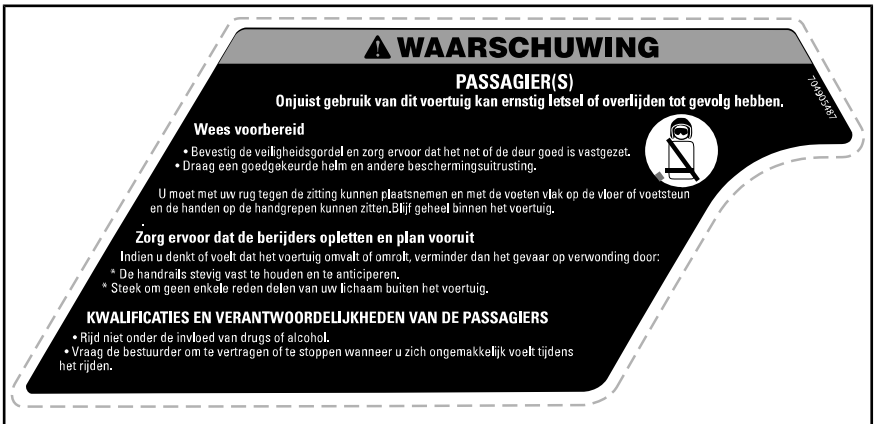 WAARSCHUWING
PASSAGIER(S)
Onjuist gebruik van dit voertuig kan ernstig letsel of overlijden tot gevolg hebben.
704905487
Wees voorbereid
• Bevestig de veiligheidsgordel en zorg ervoor dat het net of de deur goed is vastgezet.
• Draag een goedgekeurde helm en andere beschermingsuitrusting.
U moet met uw rug tegen de zitting kunnen plaatsnemen en met de voeten vlak op de vloer of voetsteun
en de handen op de handgrepen kunnen zitten.Blijf geheel binnen het voertuig.
Zorg ervoor dat de berijders opletten en plan vooruit
Indien u denkt of voelt dat het voertuig omvalt of omrolt, verminder dan het gevaar op verwonding door:
* De handrails stevig vast te houden en te anticiperen.
* Steek om geen enkele reden delen van uw lichaam buiten het voertuig.
KWALIFICATIES EN VERANTWOORDELIJKHEDEN VAN DE PASSAGIERS
• Rijd niet onder de invloed van drugs of alcohol.
• Vraag de bestuurder om te vertragen of te stoppen wanneer u zich ongemakkelijk voelt tijdens
het rijden.